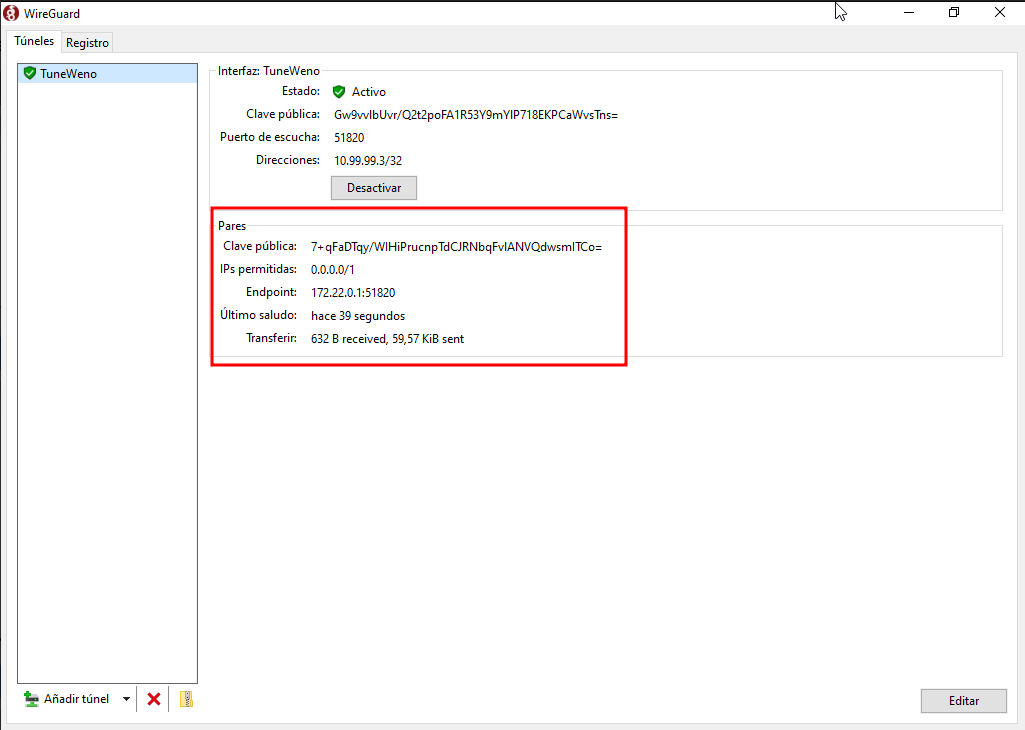 WireGuard
Túneles
Registro
TuneWeno
Interfaz: TuneWeno
Estado: Activo
Clave pública: Gw9vvIbUvr/Q2t2poFA1R53Y9mYIP718EKPCaWvsTns=
Puerto de escucha: 51820
Direcciones: 10.99.99.3/32
Desactivar
Pares
Clave pública: 7+qFaDTqy/WIHiPrucnpTdCJRNbqFvIANVQdwsmITCo=
IPs permitidas: 0.0.0.0/1
Endpoint: 172.22.0.1:51820
Último saludo: hace 39 segundos
Transferir: 632 B received, 59,57 KiB sent
Añadir túnel
Editar